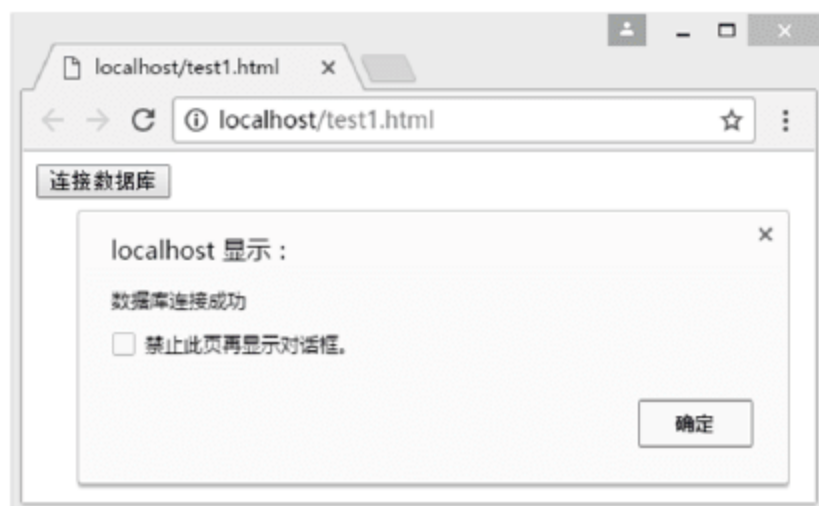 localhost/test1.html
localhost/test1.html
连接数据库
localhost 显示：
数据库连接成功
禁止此页再显示对话框。
确定